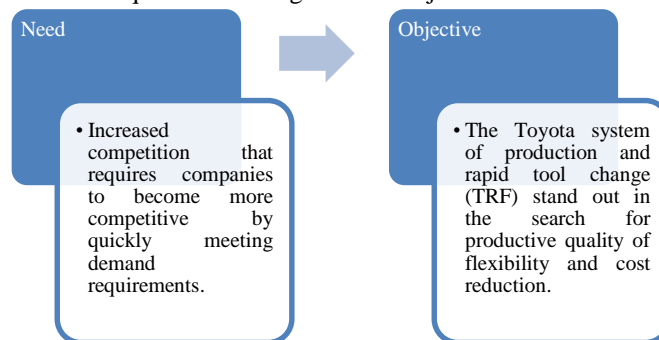 Need
• Increased
competition that
requires companies
to become more
competitive by
quickly meeting
demand
requirements.
Objective
• The Toyota system
of production and
rapid tool change
(TRF) stand out in
the search for
productive quality of
flexibility and cost
reduction.